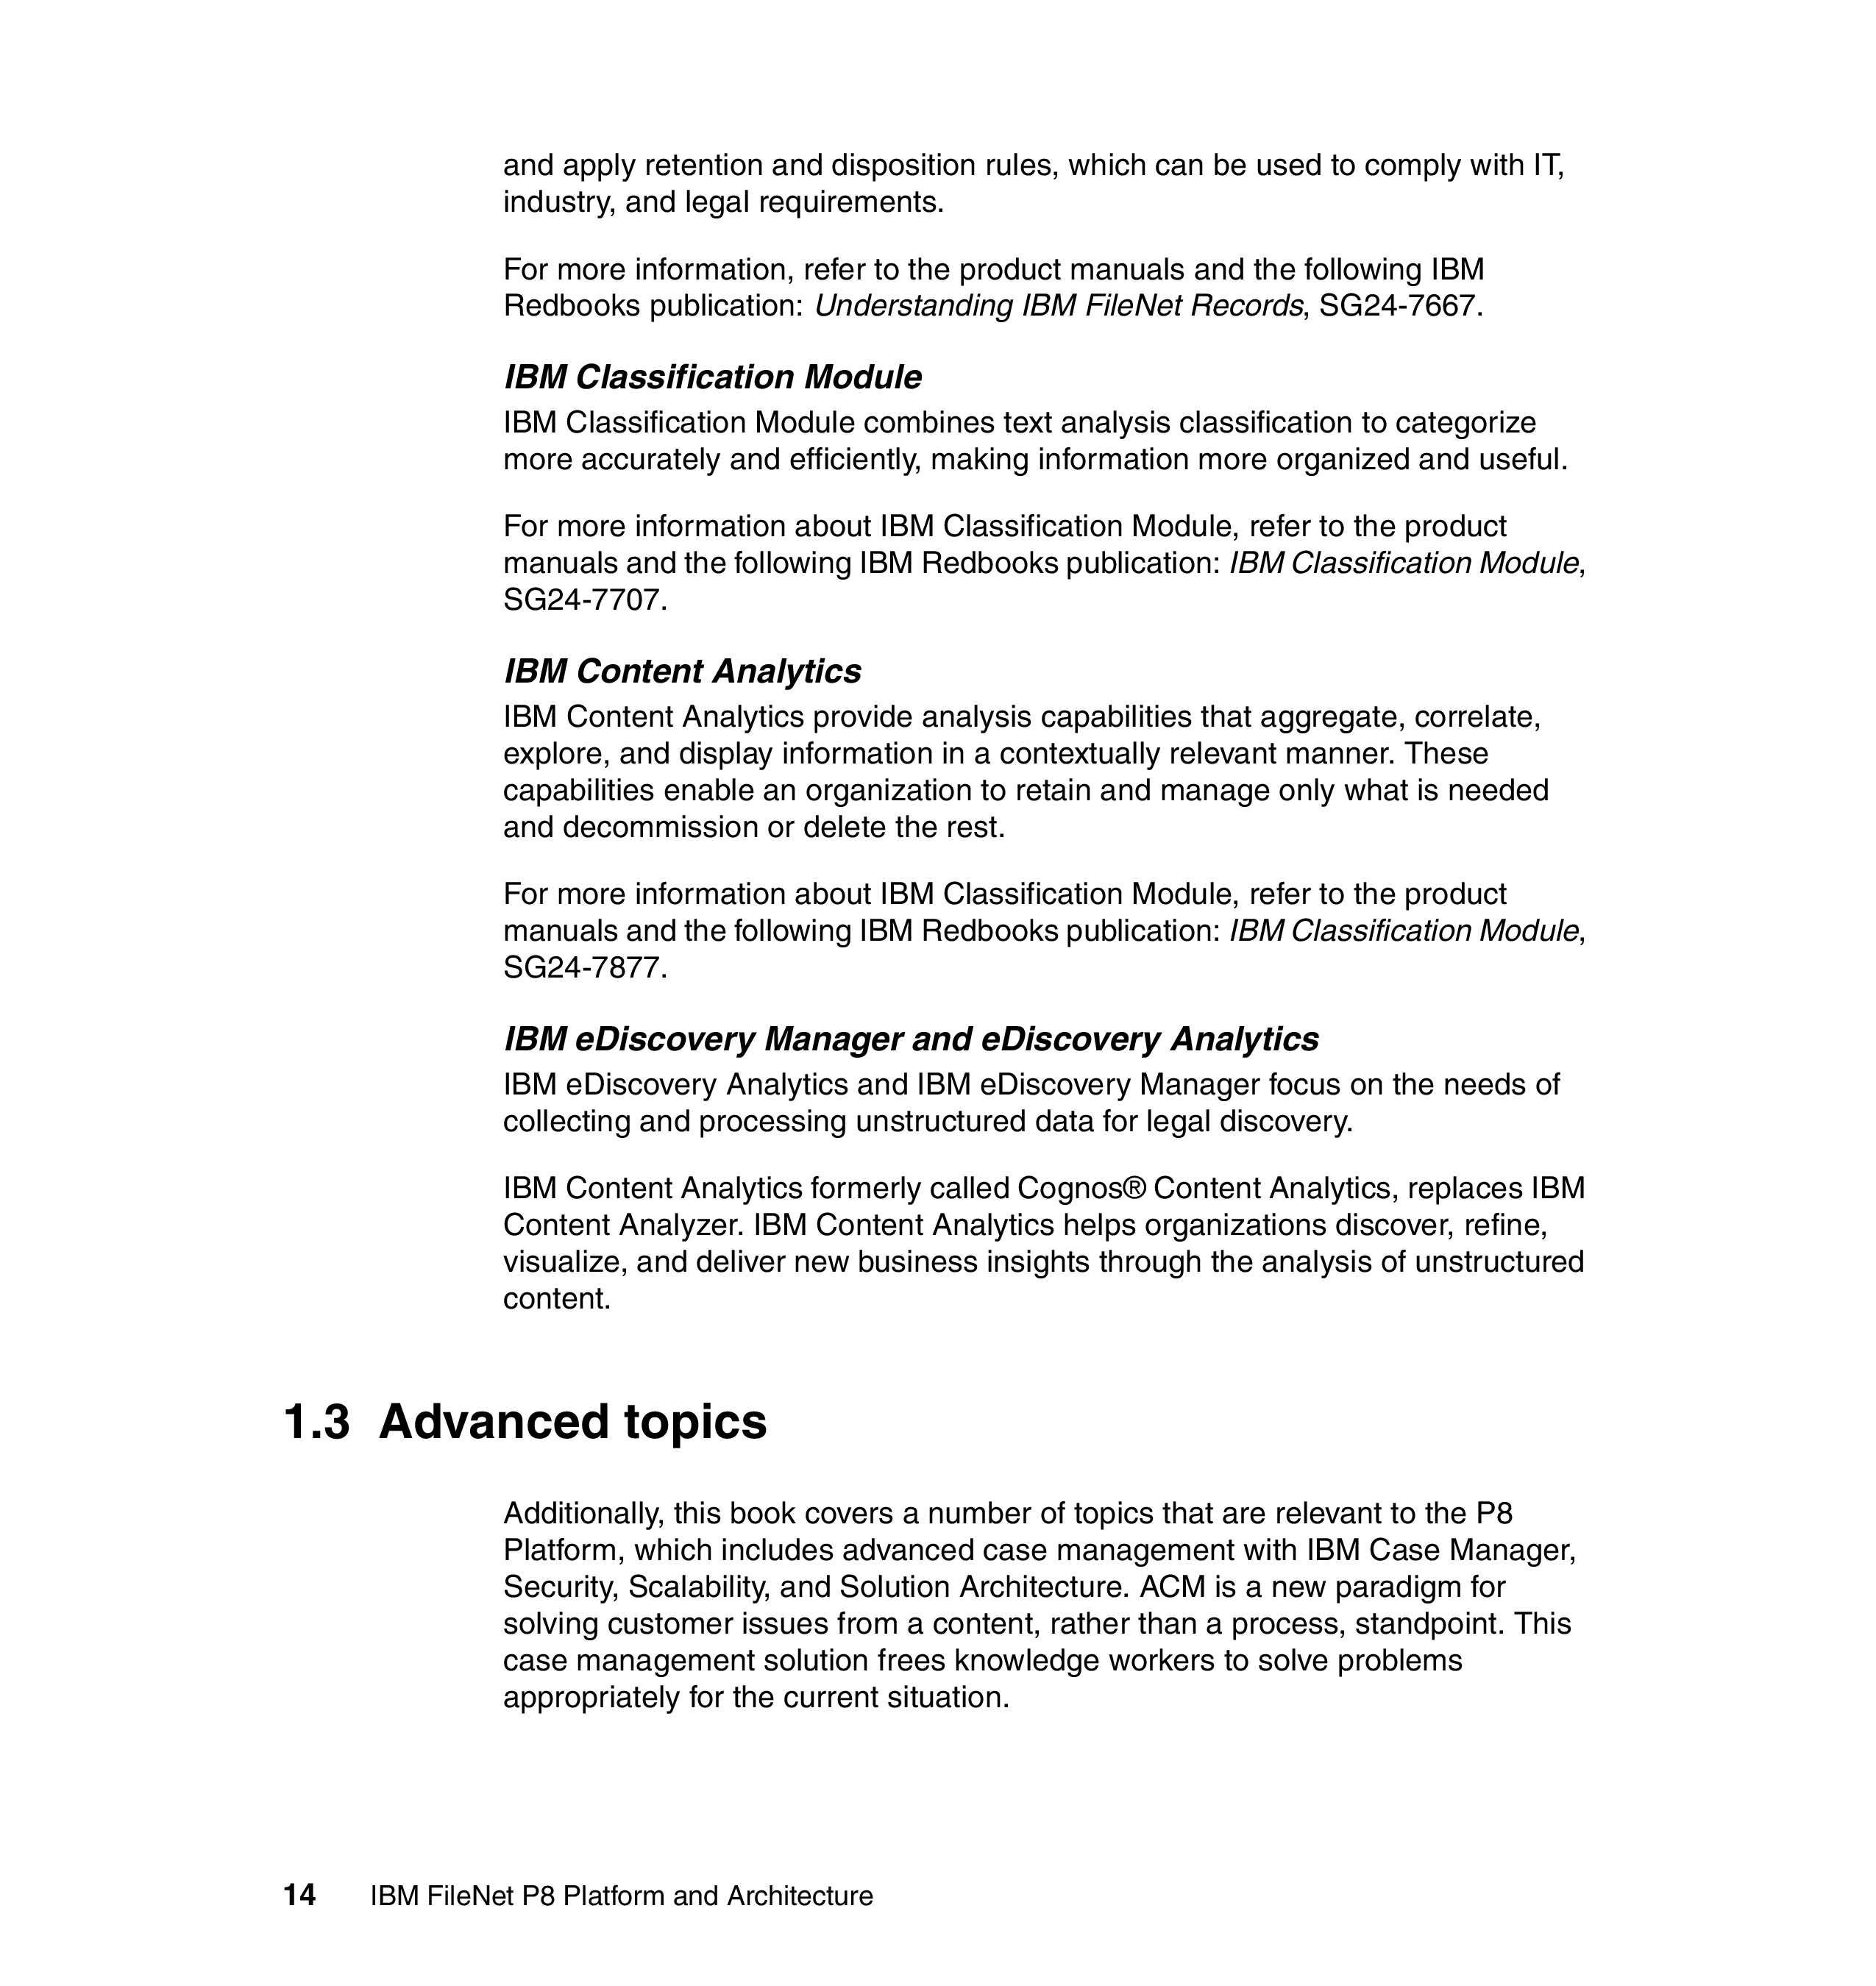 and apply retention and disposition rules, which can be used to comply with IT,
industry, and legal requirements.
For more information, refer to the product manuals and the following IBM
Redbooks publication: Understanding IBM FileNet Records, SG24-7667.
IBM Classification Module
IBM Classification Module combines text analysis classification to categorize
more accurately and efficiently, making information more organized and useful.
For more information about IBM Classification Module, refer to the product
manuals and the following IBM Redbooks publication: IBM Classification Module,
SG24-7707.
IBM Content Analytics
IBM Content Analytics provide analysis capabilities that aggregate, correlate,
explore, and display information in a contextually relevant manner. These
capabilities enable an organization to retain and manage only what is needed
and decommission or delete the rest.
For more information about IBM Classification Module, refer to the product
manuals and the following IBM Redbooks publication: IBM Classification Module,
SG24-7877.
IBM eDiscovery Manager and eDiscovery Analytics
IBM eDiscovery Analytics and IBM eDiscovery Manager focus on the needs of
collecting and processing unstructured data for legal discovery.
IBM Content Analytics formerly called Cognos® Content Analytics, replaces IBM
Content Analyzer. IBM Content Analytics helps organizations discover, refine,
visualize, and deliver new business insights through the analysis of unstructured
content.
1.3 Advanced topics
Additionally, this book covers a number of topics that are relevant to the P8
Platform, which includes advanced case management with IBM Case Manager,
Security, Scalability, and Solution Architecture. ACM is a new paradigm for
solving customer issues from a content, rather than a process, standpoint. This
case management solution frees knowledge workers to solve problems
appropriately for the current situation.
14 IBM FileNet P8 Platform and Architecture